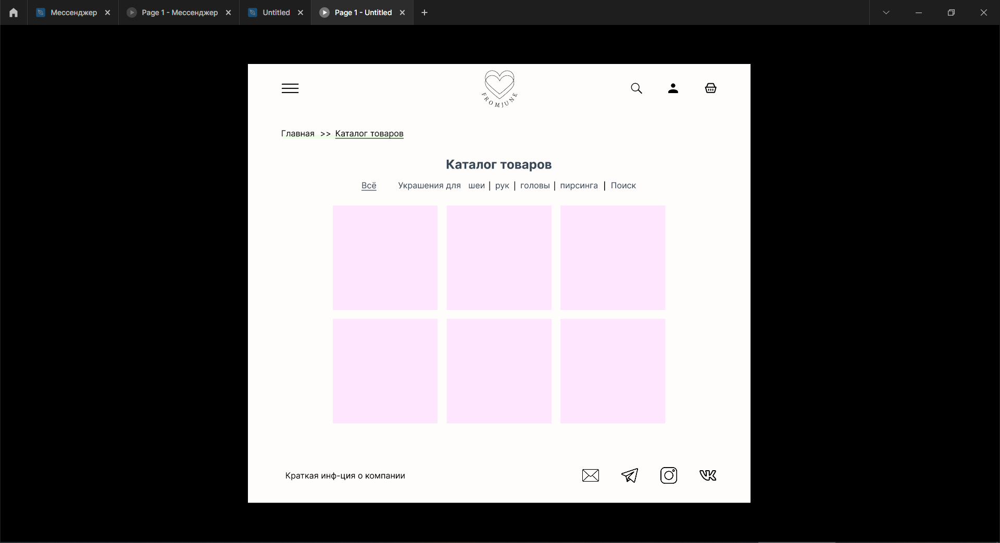 Мессенджер Page 1 - Мессенджер Untitled Page 1 - Untitled
FROMJUNE
Главная >> Каталог товаров
Каталог товаров
Всё Украшения для шеи | рук | головы | пирсинга | Поиск
Краткая инф-ция о компании